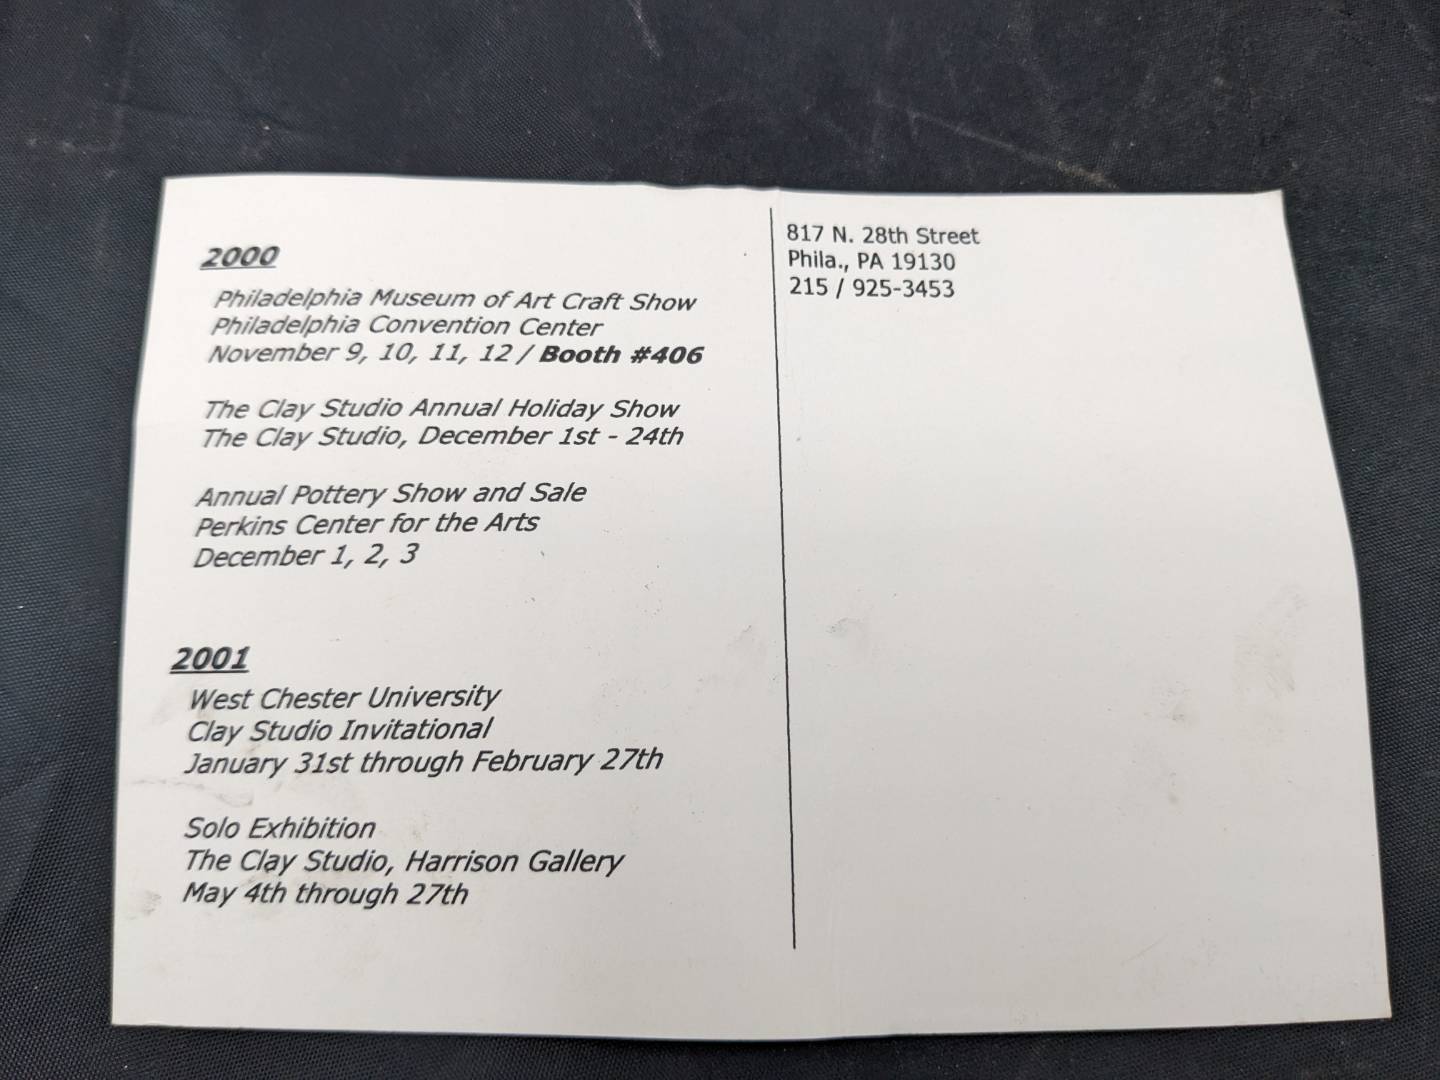 2000
Philadelphia Museum of Art Craft Show
Philadelphia Convention Center
November 9, 10, 11, 12 / Booth #406
The Clay Studio Annual Holiday Show
The Clay Studio, December 1st - 24th
Annual Pottery Show and Sale
Perkins Center for the Arts
December 1, 2, 3
2001
West Chester University
Clay Studio Invitational
January 31st through February 27th
Solo Exhibition
The Clay Studio, Harrison Gallery
May 4th through 27th
817 N. 28th Street
Phila., PA 19130
215 / 925-3453